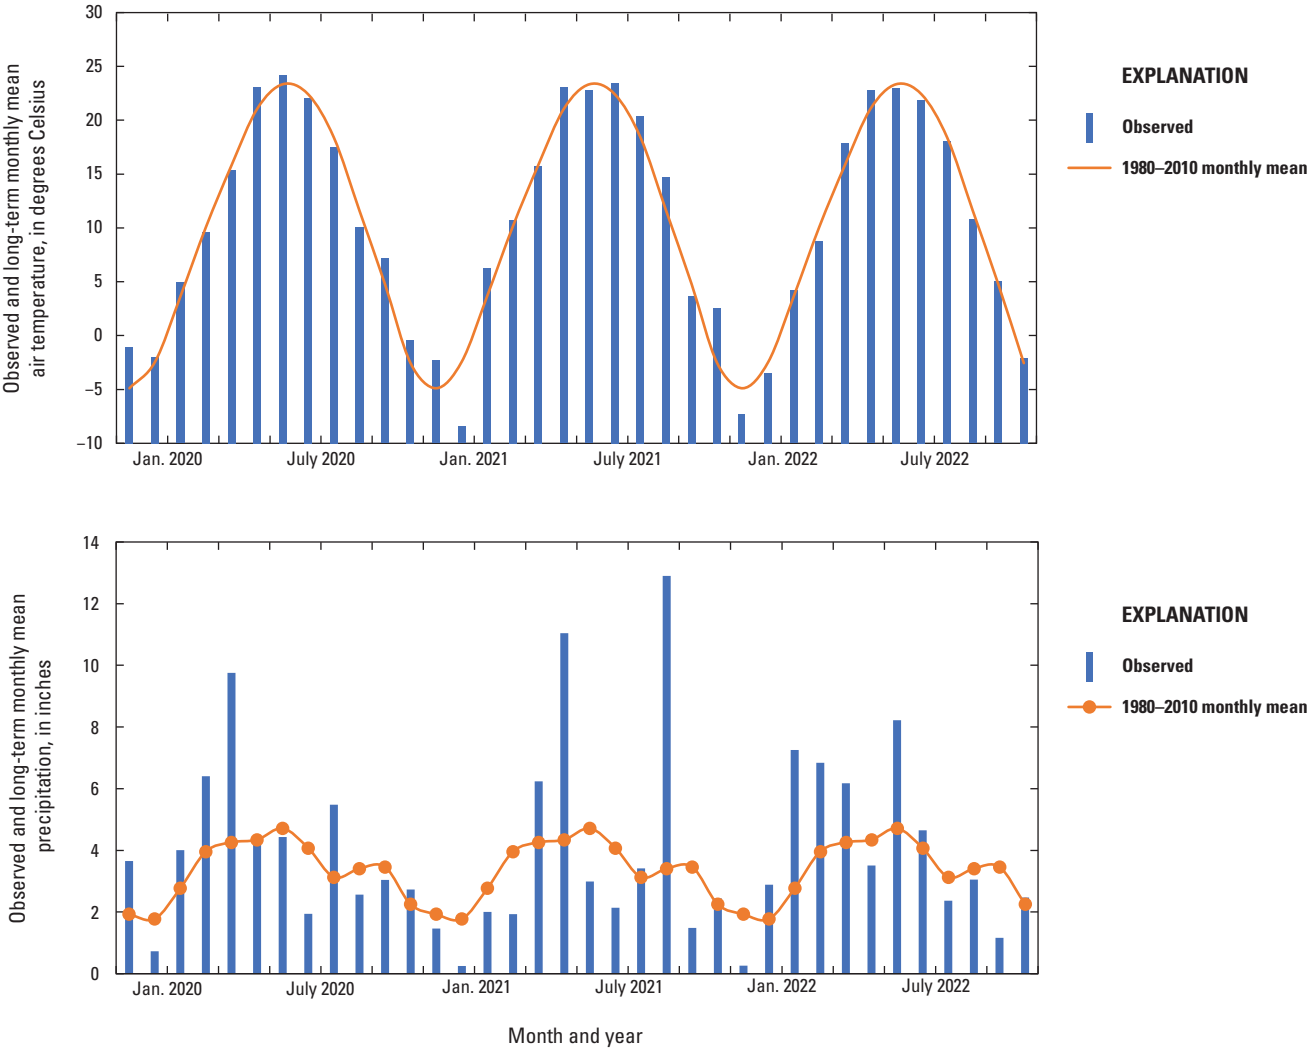 Observed and long-term monthly mean
air temperature, in degrees Celsius
30
25
20
15
10
5
0
–5
–10
Jan. 2020
July 2020
Jan. 2021
July 2021
Jan. 2022
July 2022
EXPLANATION
Observed
1980–2010 monthly mean
Observed and long-term monthly mean
precipitation, in inches
14
12
10
8
6
4
2
0
Jan. 2020
July 2020
Jan. 2021
July 2021
Jan. 2022
July 2022
EXPLANATION
Observed
1980–2010 monthly mean
Month and year